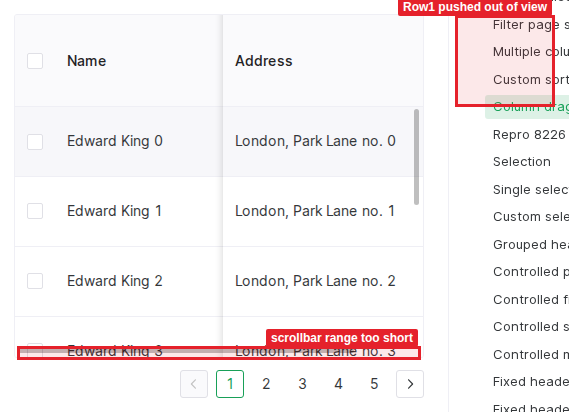 Row1 pushed out of view
Name
Address
Edward King 0
London, Park Lane no. 0
Edward King 1
London, Park Lane no. 1
Edward King 2
London, Park Lane no. 2
scrollbar range too short
Edward King 3
London, Park Lane no. 3
1 2 3 4 5
Filter page s
Multiple colu
Custom sort
Column drag
Repro 8226
Selection
Single selec
Custom sele
Grouped hea
Controlled p
Controlled fi
Controlled s
Controlled m
Fixed heade
Fixed heade